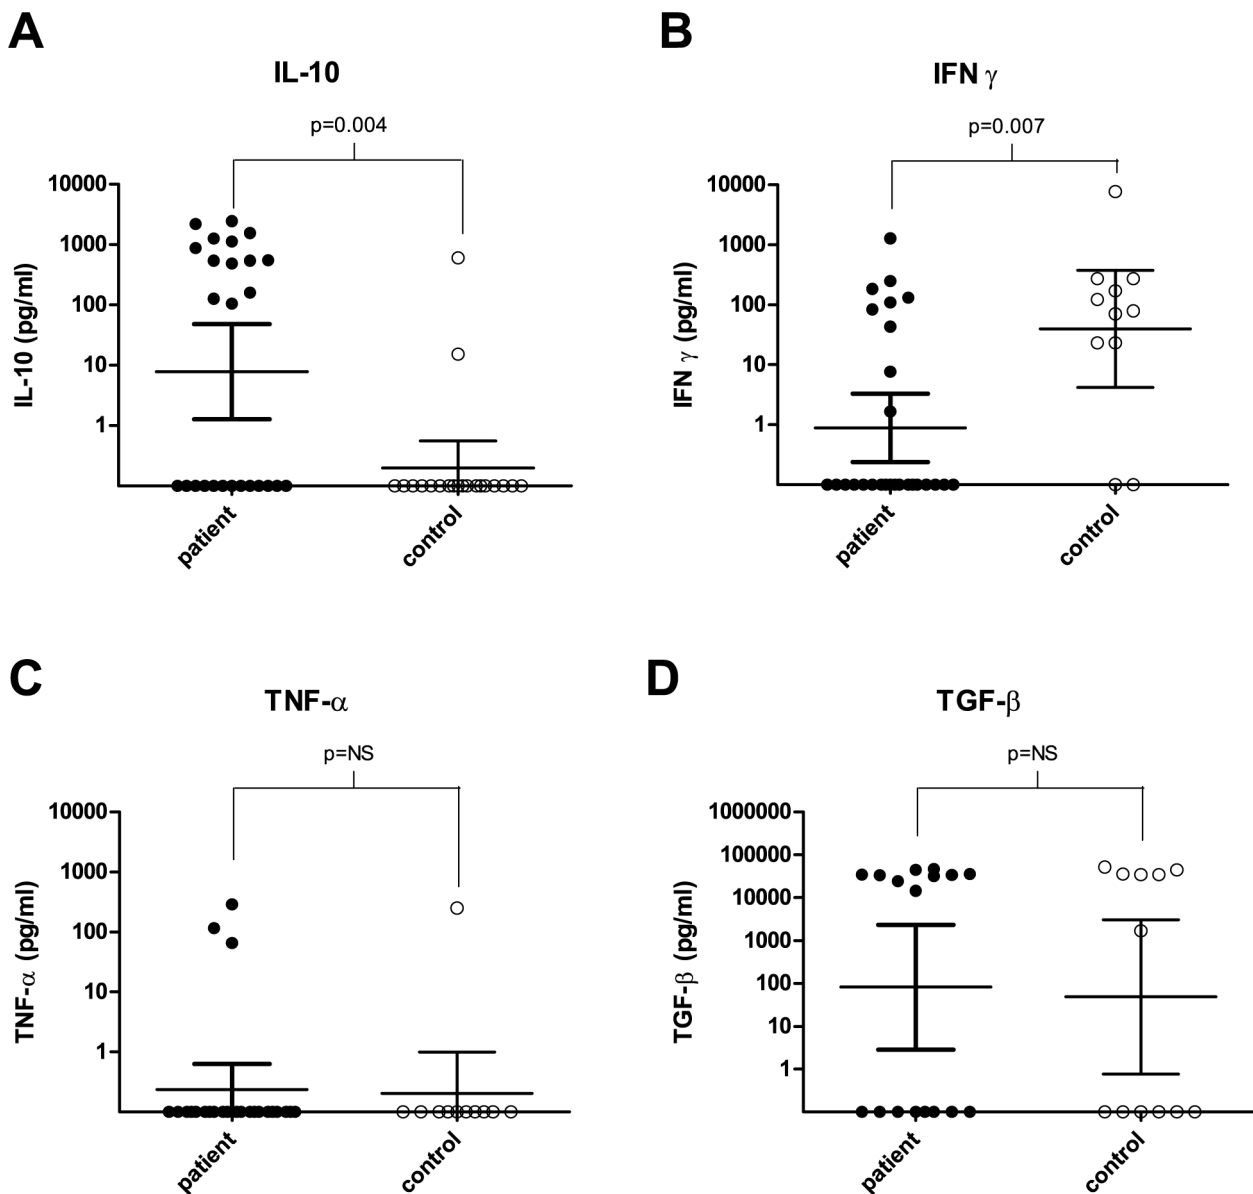 A
IL-10
p=0.004
IL-10 (pg/ml)
10000
1000
100
10
1
patient
control
B
IFN γ
p=0.007
IFN γ (pg/ml)
10000
1000
100
10
1
patient
control
C
TNF-α
p=NS
TNF-α (pg/ml)
10000
1000
100
10
1
patient
control
D
TGF-β
p=NS
TGF-β (pg/ml)
1000000
100000
10000
1000
100
10
1
patient
control